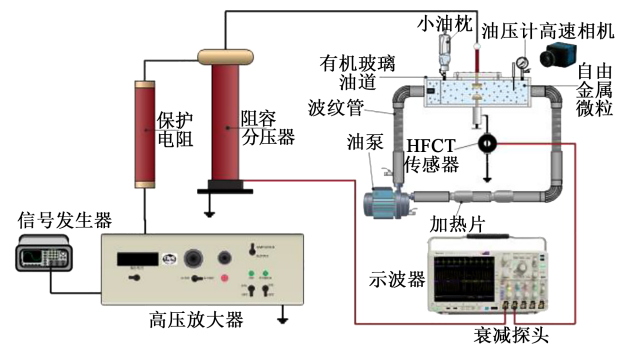 小油枕
油压计高速相机
有机玻璃
油道
自由
金属
微粒
波纹管
保护
电阻
阻容
分压器
油泵
HFCT
传感器
加热片
信号发生器
示波器
高压放大器
衰减探头